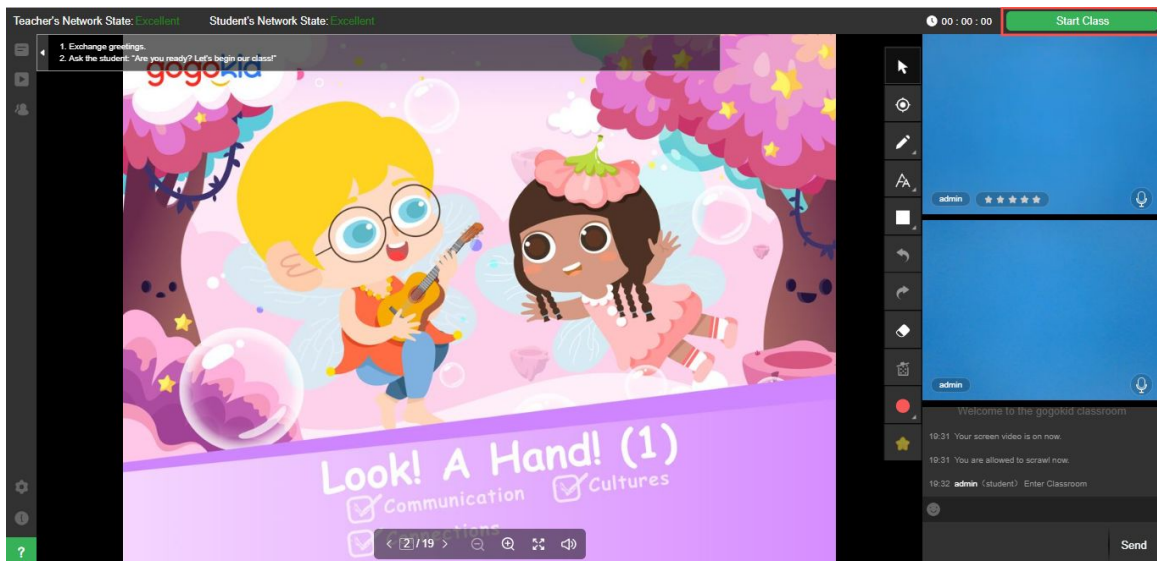 Teacher's Network State: Excellent
Student's Network State: Excellent
00 : 00 : 00
Start Class
1. Exchange greetings.
2. Ask the student: "Are you ready? Let's begin our class!"
gogokid
admin
admin
Look! A Hand! (1)
Communication
Cultures
Connections
2 / 19
Welcome to the gogokid classroom
19:31 Your screen video is on now.
19:31 You are allowed to scrawl now.
19:32 admin (student) Enter Classroom
?
Send